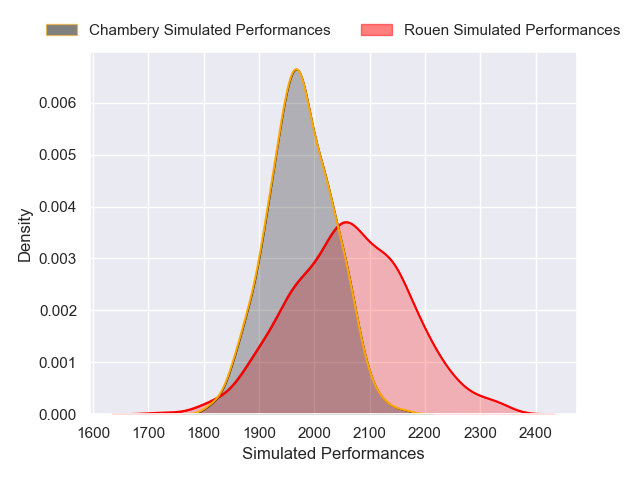 Chambery Simulated Performances Rouen Simulated Performances
0.006
0.005
0.004
0.003
0.002
0.001
0.000
Density
1600 1700 1800 1900 2000 2100 2200 2300 2400
Simulated Performances